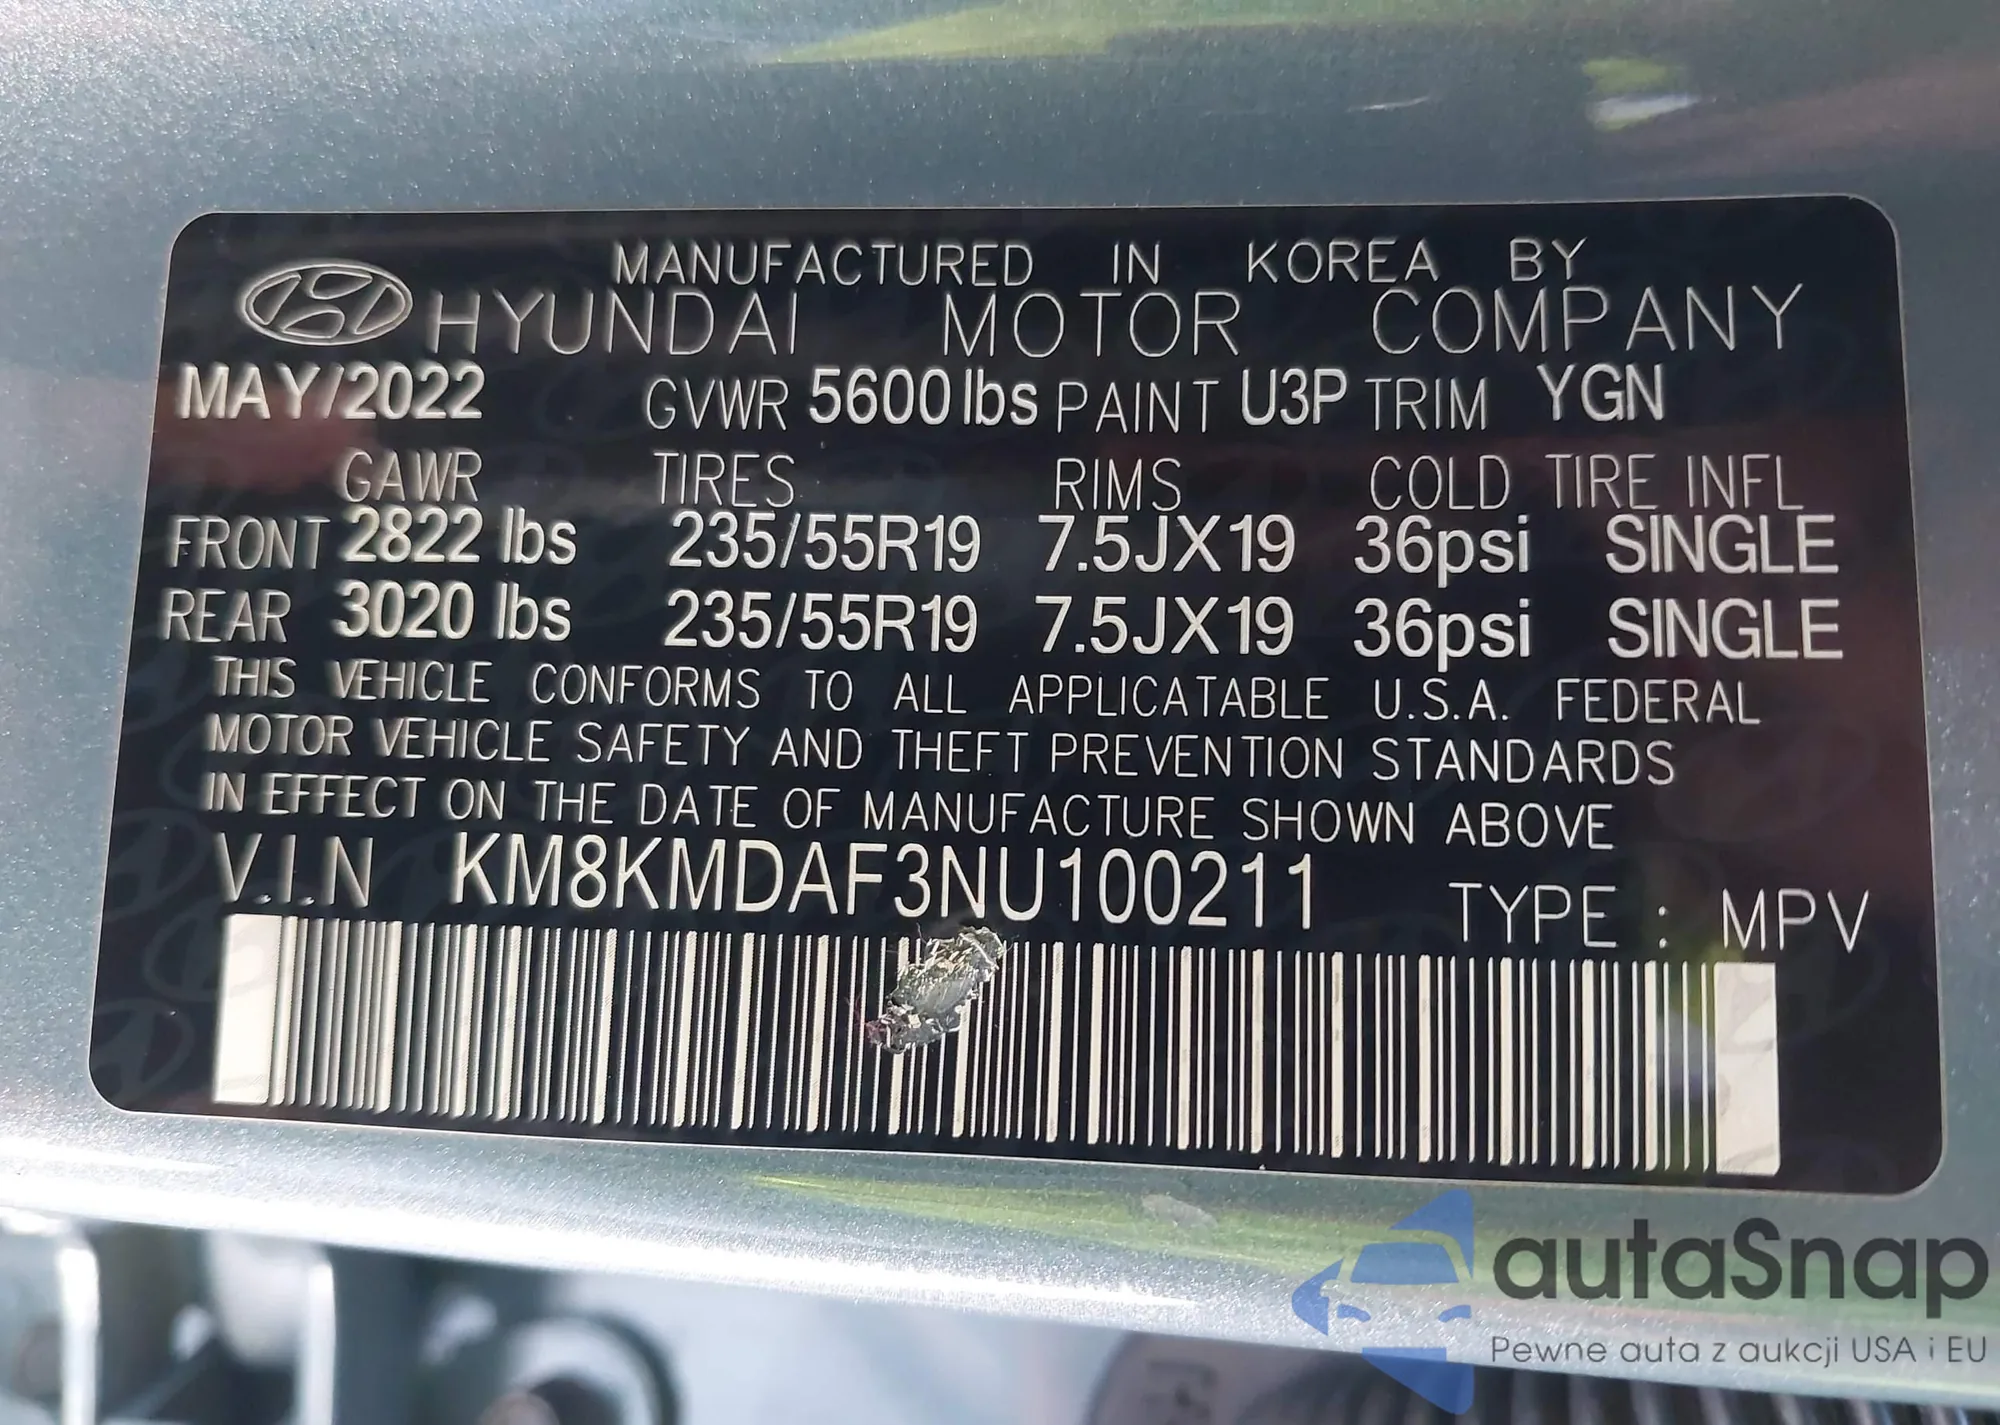 MANUFACTURED IN KOREA BY
HYUNDAI MOTOR COMPANY
MAY/2022 GVWR 5600 lbs PAINT U3P TRIM YGN
GAWR TIRES RIMS COLD TIRE INFL
FRONT 2822 lbs 235/55R19 7.5JX19 36psi SINGLE
REAR 3020 lbs 235/55R19 7.5JX19 36psi SINGLE
THIS VEHICLE CONFORMS TO ALL APPLICATABLE U.S.A. FEDERAL
MOTOR VEHICLE SAFETY AND THEFT PREVENTION STANDARDS
IN EFFECT ON THE DATE OF MANUFACTURE SHOWN ABOVE
V.I.N KM8KMDAF3NU100211 TYPE : MPV
autaSnap
Pewne auta z aukcji USA i EU